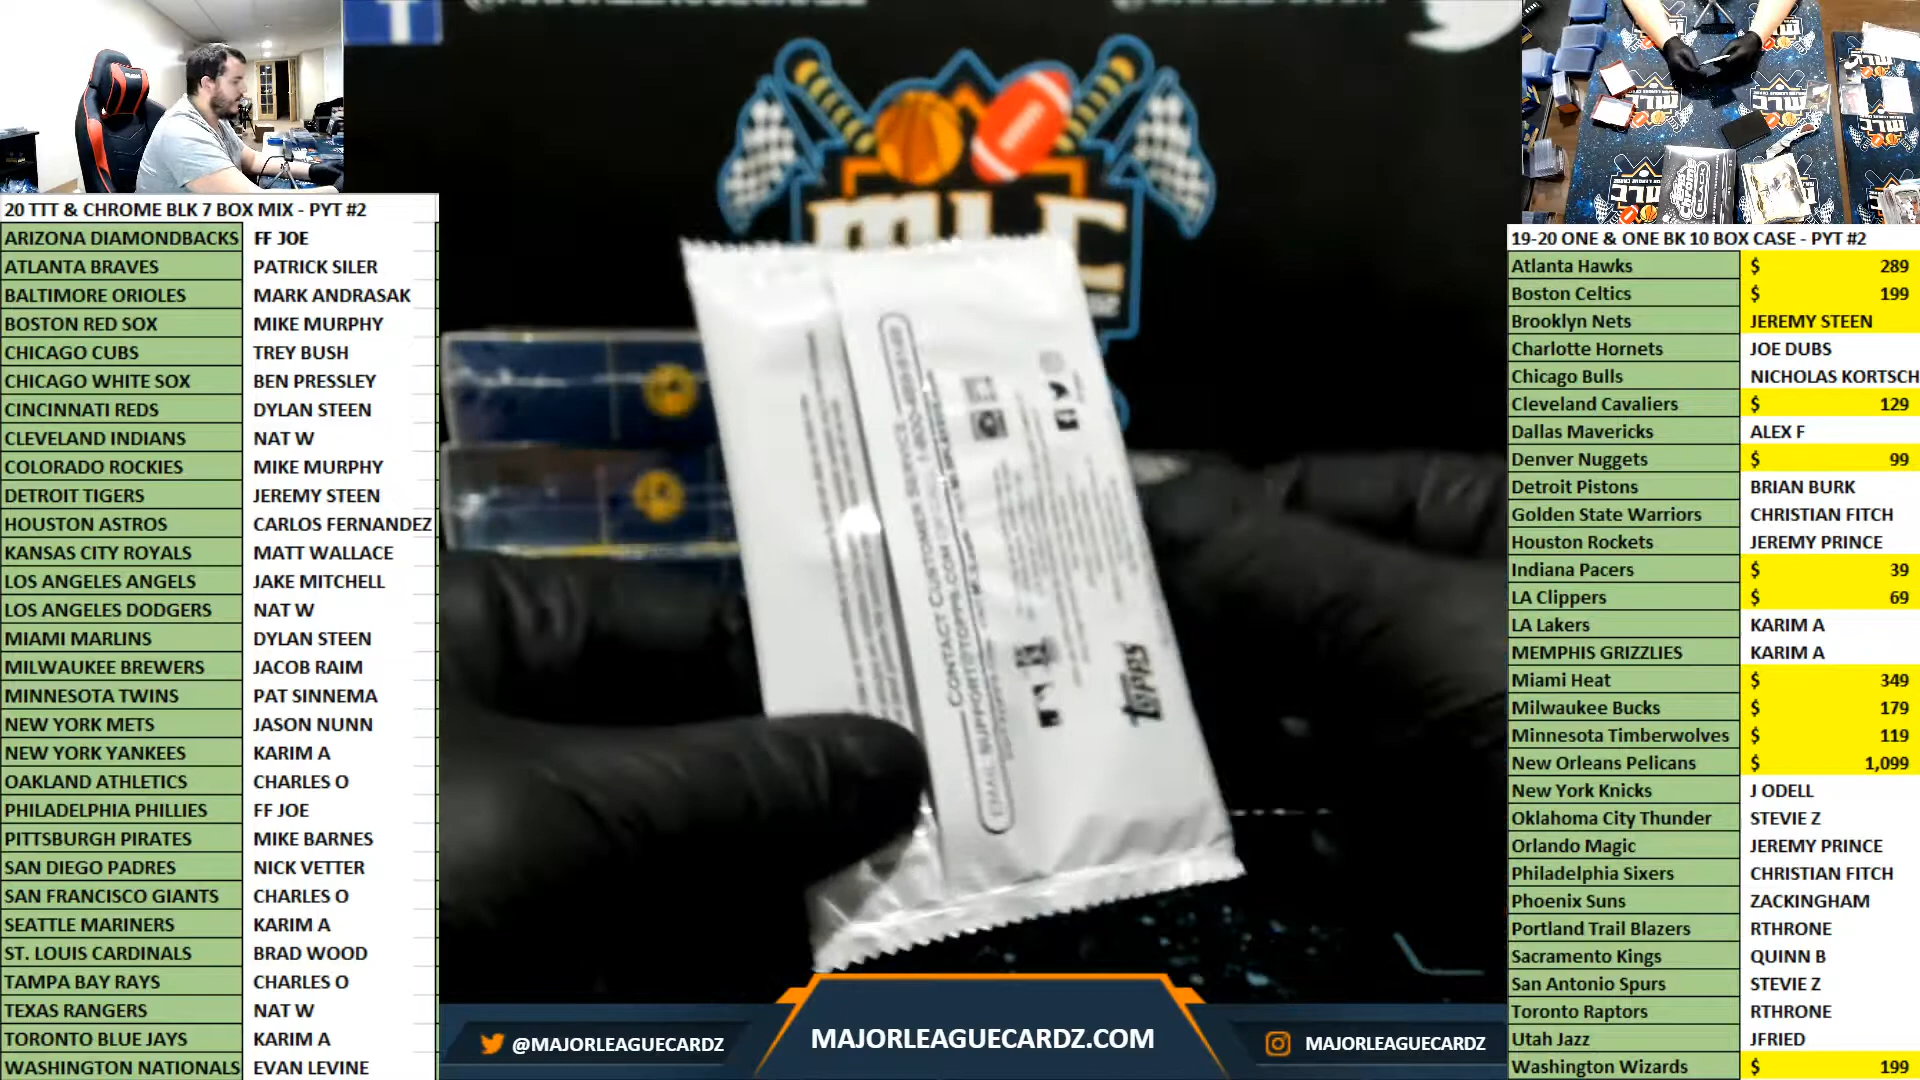 20 TTT & CHROME BLK 7 BOX MIX - PYT #2
ARIZONA DIAMONDBACKS FF JOE
ATLANTA BRAVES PATRICK SILER
BALTIMORE ORIOLES MARK ANDRASAK
BOSTON RED SOX MIKE MURPHY
CHICAGO CUBS TREY BUSH
CHICAGO WHITE SOX BEN PRESSLEY
CINCINNATI REDS DYLAN STEEN
CLEVELAND INDIANS NAT W
COLORADO ROCKIES MIKE MURPHY
DETROIT TIGERS JEREMY STEEN
HOUSTON ASTROS CARLOS FERNANDEZ
KANSAS CITY ROYALS MATT WALLACE
LOS ANGELES ANGELS JAKE MITCHELL
LOS ANGELES DODGERS NAT W
MIAMI MARLINS DYLAN STEEN
MILWAUKEE BREWERS JACOB RAIM
MINNESOTA TWINS PAT SINNEMA
NEW YORK METS JASON NUNN
NEW YORK YANKEES KARIM A
OAKLAND ATHLETICS CHARLES O
PHILADELPHIA PHILLIES FF JOE
PITTSBURGH PIRATES MIKE BARNES
SAN DIEGO PADRES NICK VETTER
SAN FRANCISCO GIANTS CHARLES O
SEATTLE MARINERS KARIM A
ST. LOUIS CARDINALS BRAD WOOD
TAMPA BAY RAYS CHARLES O
TEXAS RANGERS NAT W
TORONTO BLUE JAYS KARIM A
WASHINGTON NATIONALS EVAN LEVINE
MLC
CONTACT CUSTOMER SERVICE
EMAIL SUPPORT@TOPPS.COM
TOPPS
@MAJORLEAGUECARDZ
MAJORLEAGUECARDZ.COM
MAJORLEAGUECARDZ
Topps Chrome BLACK
19-20 ONE & ONE BK 10 BOX CASE - PYT #2
Atlanta Hawks $ 289
Boston Celtics $ 199
Brooklyn Nets JEREMY STEEN
Charlotte Hornets JOE DUBS
Chicago Bulls NICHOLAS KORTSCH
Cleveland Cavaliers $ 129
Dallas Mavericks ALEX F
Denver Nuggets $ 99
Detroit Pistons BRIAN BURK
Golden State Warriors CHRISTIAN FITCH
Houston Rockets JEREMY PRINCE
Indiana Pacers $ 39
LA Clippers $ 69
LA Lakers KARIM A
MEMPHIS GRIZZLIES KARIM A
Miami Heat $ 349
Milwaukee Bucks $ 179
Minnesota Timberwolves $ 119
New Orleans Pelicans $ 1,099
New York Knicks J ODELL
Oklahoma City Thunder STEVIE Z
Orlando Magic JEREMY PRINCE
Philadelphia Sixers CHRISTIAN FITCH
Phoenix Suns ZACKINGHAM
Portland Trail Blazers RTHRONE
Sacramento Kings QUINN B
San Antonio Spurs STEVIE Z
Toronto Raptors RTHRONE
Utah Jazz JFRIED
Washington Wizards $ 199